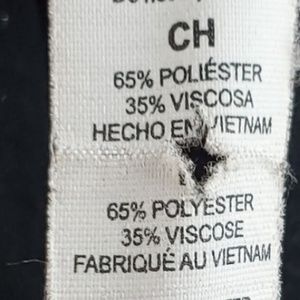 CH
65% POLIÉSTER
35% VISCOSA
HECHO EN VIETNAM
65% POLYESTER
35% VISCOSE
FABRIQUÉ AU VIETNAM